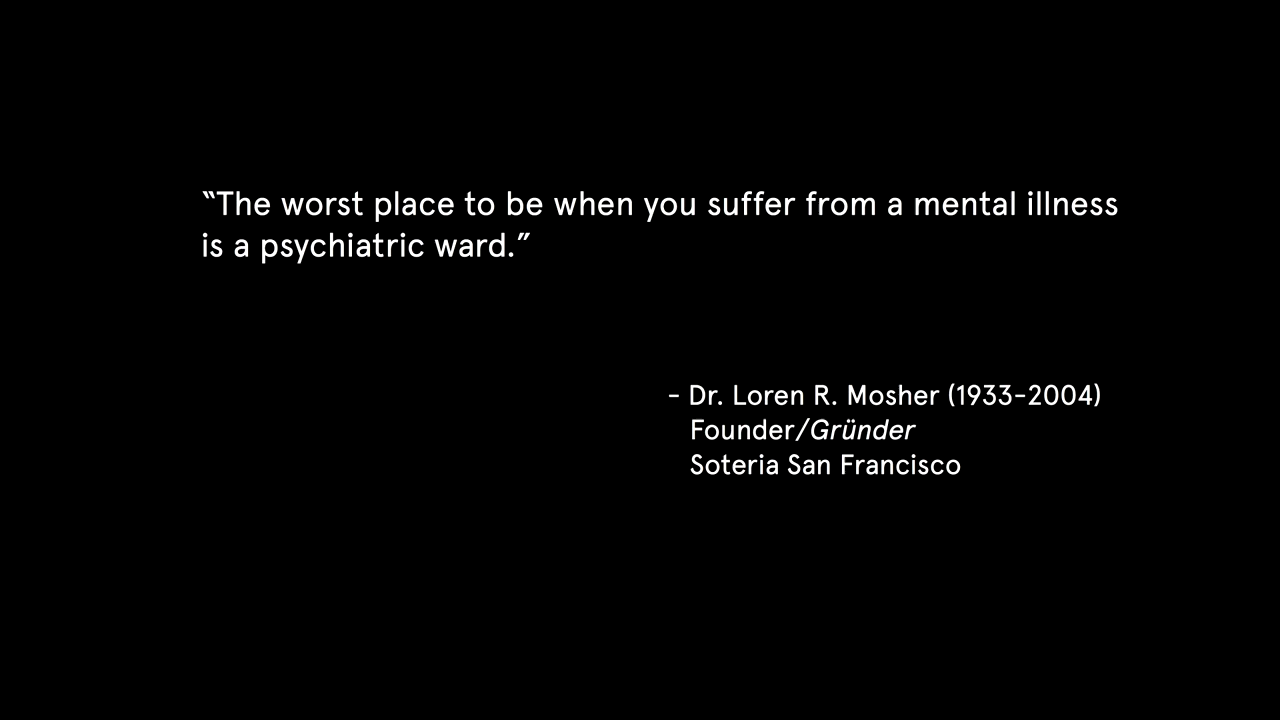 “The worst place to be when you suffer from a mental illness
is a psychiatric ward.”
- Dr. Loren R. Mosher (1933-2004)
Founder/Gründer
Soteria San Francisco